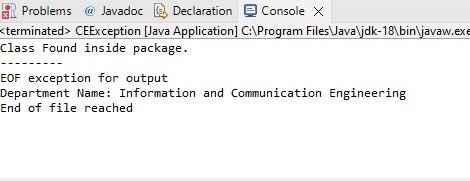 Problems @ Javadoc Declaration Console
<terminated> CEException [Java Application] C:\Program Files\Java\jdk-18\bin\javaw.exe
Class Found inside package.
---------
EOF exception for output
Department Name: Information and Communication Engineering
End of file reached